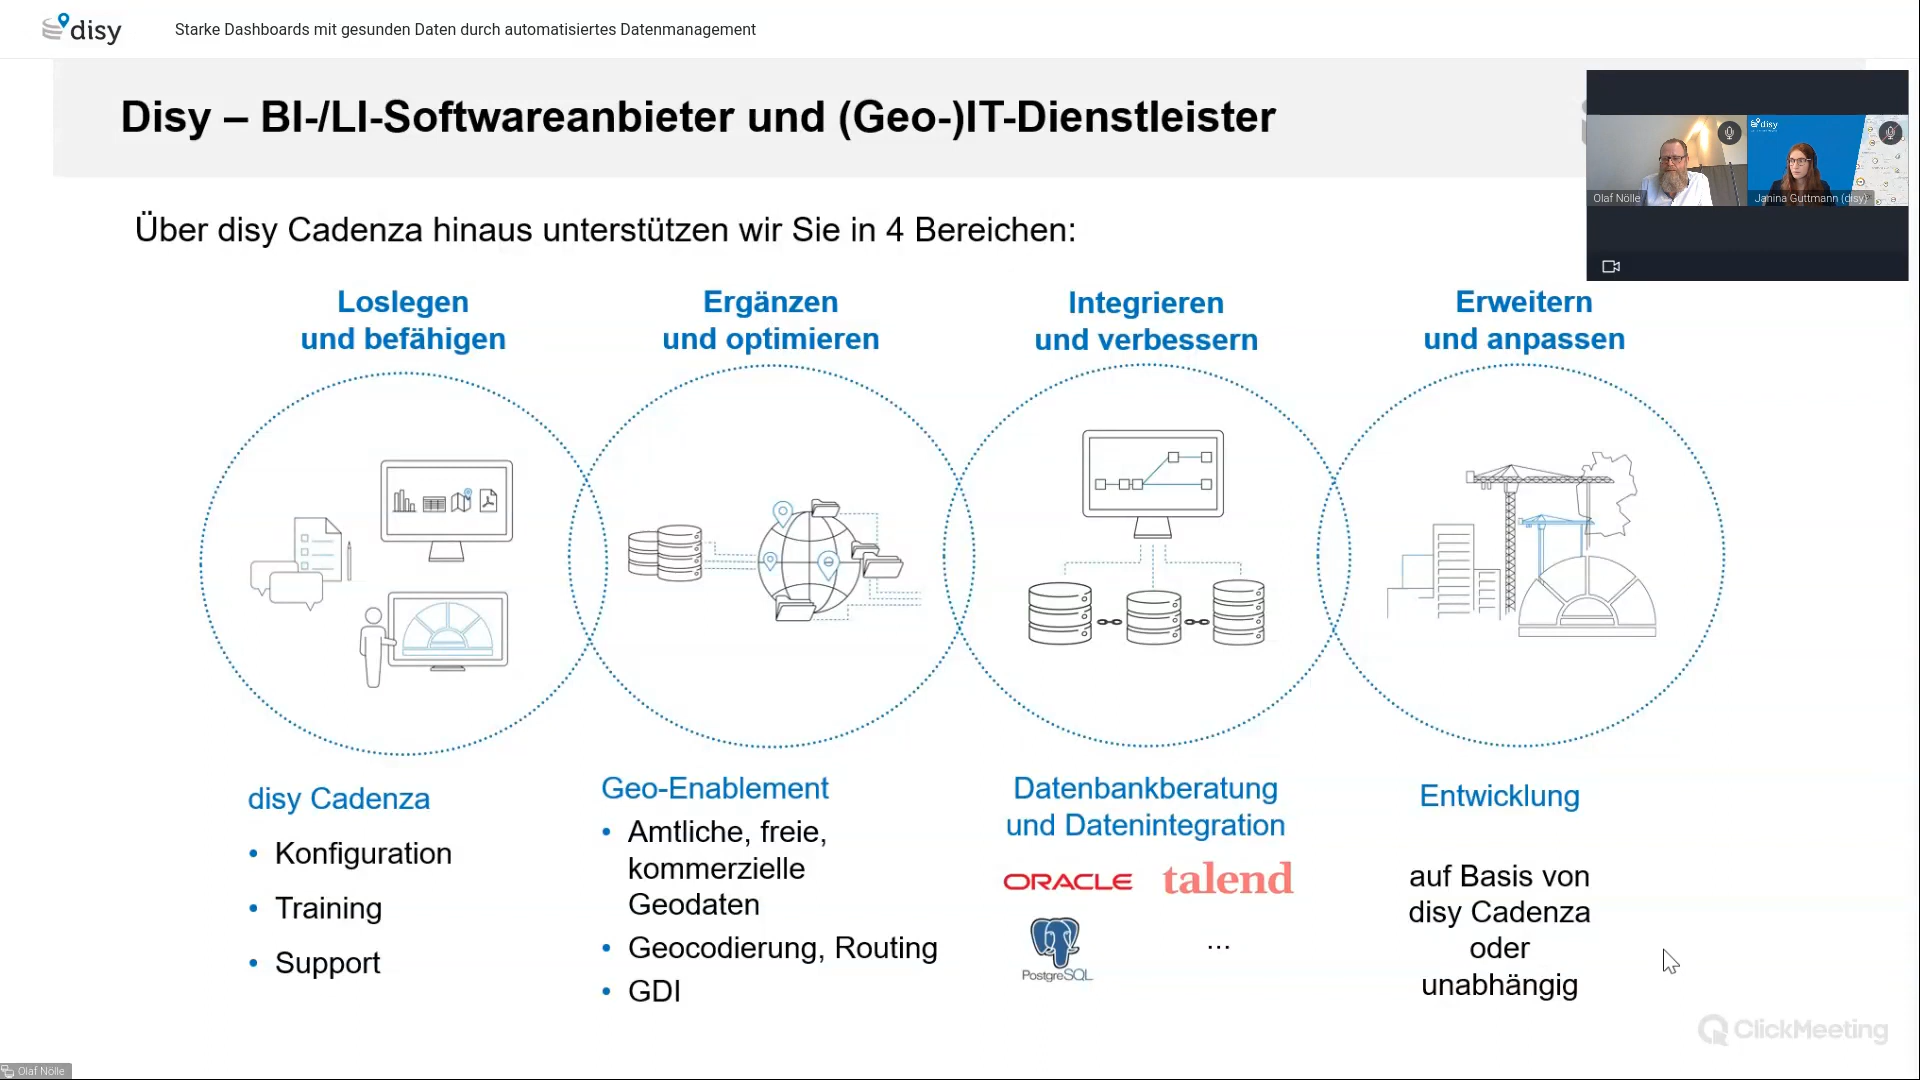 disy
Starke Dashboards mit gesunden Daten durch automatisiertes Datenmanagement
Disy – BI-/LI-Softwareanbieter und (Geo-)IT-Dienstleister
disy
Olaf Nölle
Janina Guttmann (disy)
Über disy Cadenza hinaus unterstützen wir Sie in 4 Bereichen:
Loslegen
und befähigen
Ergänzen
und optimieren
Integrieren
und verbessern
Erweitern
und anpassen
disy Cadenza
• Konfiguration
• Training
• Support
Geo-Enablement
• Amtliche, freie,
kommerzielle
Geodaten
• Geocodierung, Routing
• GDI
Datenbankberatung
und Datenintegration
ORACLE
talend
PostgreSQL
...
Entwicklung
auf Basis von
disy Cadenza
oder
unabhängig
ClickMeeting
Olaf Nölle